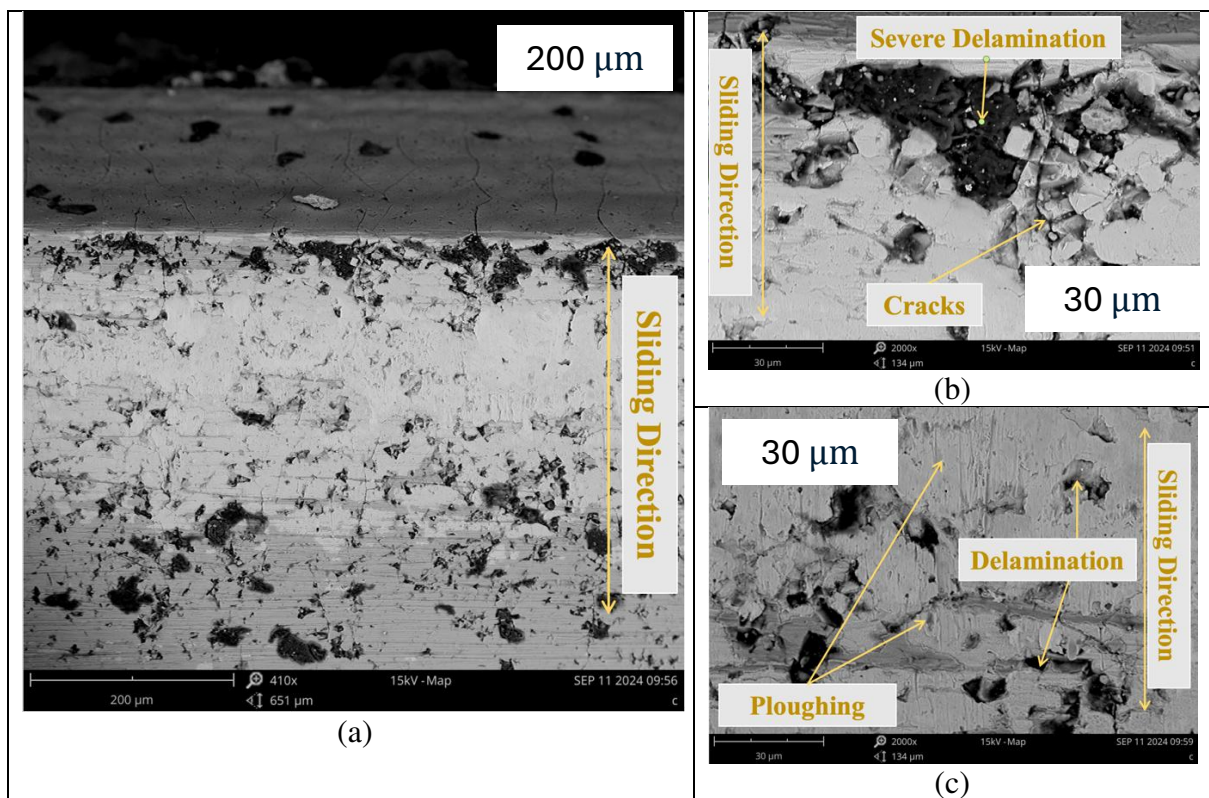 200 μm
Sliding Direction
200 μm
410x
651 μm
15kV - Map
SEP 11 2024 09:56
c
(a)
Severe Delamination
Sliding Direction
Cracks
30 μm
30 μm
2000x
134 μm
15kV - Map
SEP 11 2024 09:51
c
(b)
30 μm
Sliding Direction
Delamination
Ploughing
30 μm
2000x
134 μm
15kV - Map
SEP 11 2024 09:59
c
(c)